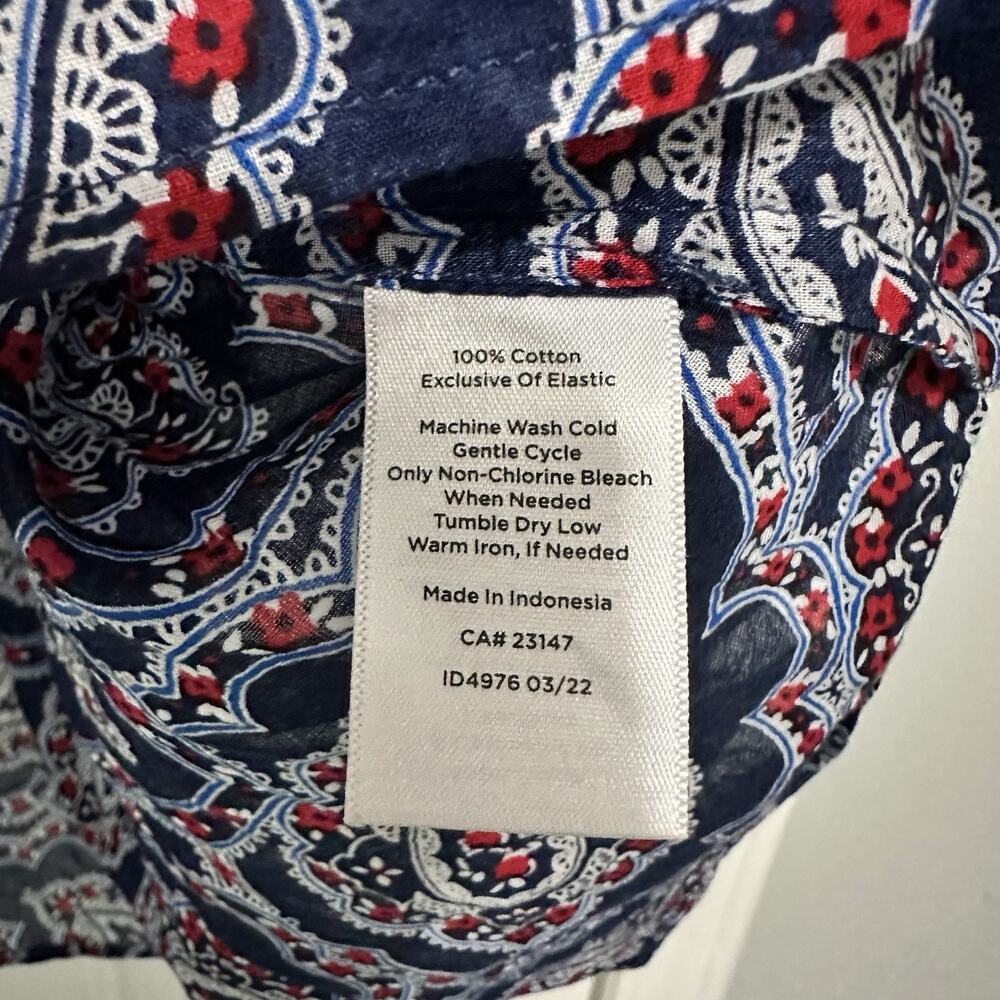 100% Cotton
Exclusive Of Elastic
Machine Wash Cold
Gentle Cycle
Only Non-Chlorine Bleach
When Needed
Tumble Dry Low
Warm Iron, If Needed
Made In Indonesia
CA# 23147
ID4976 03/22